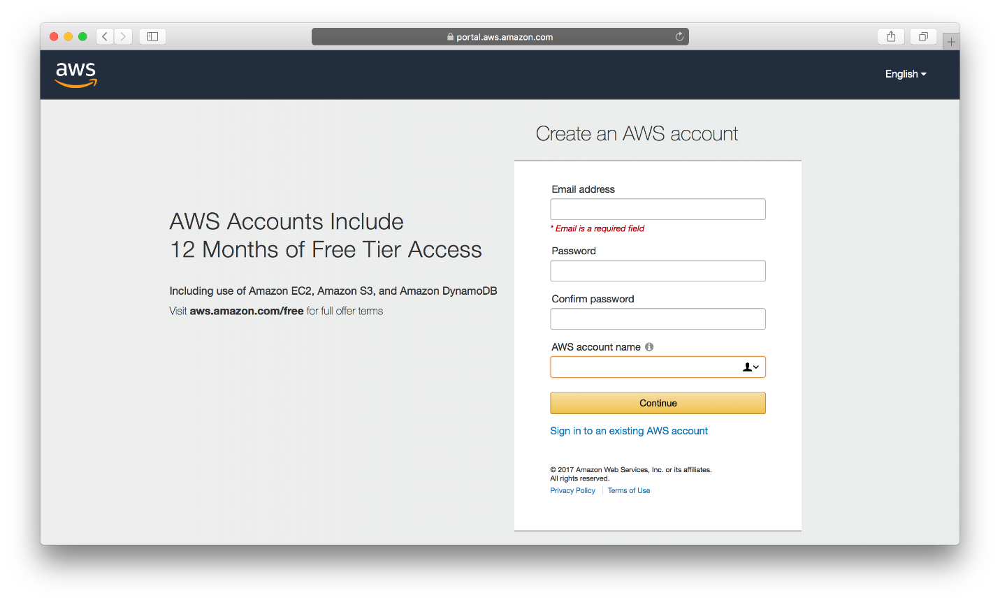 portal.aws.amazon.com
aws
English
Create an AWS account
AWS Accounts Include
12 Months of Free Tier Access
Including use of Amazon EC2, Amazon S3, and Amazon DynamoDB
Visit aws.amazon.com/free for full offer terms
Email address
* Email is a required field
Password
Confirm password
AWS account name
Continue
Sign in to an existing AWS account
© 2017 Amazon Web Services, Inc. or its affiliates.
All rights reserved.
Privacy Policy Terms of Use